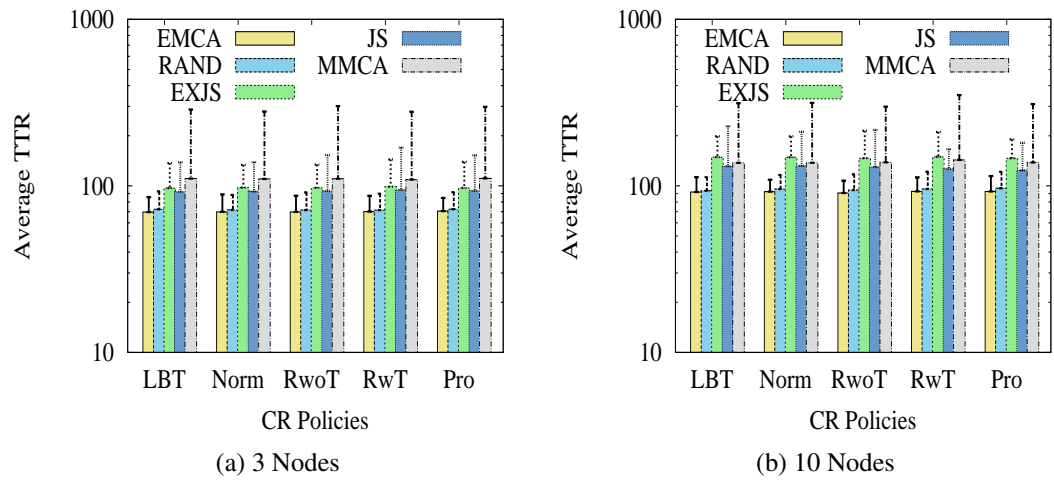 1000
100
10
Average TTR
EMCA
RAND
EXJS
JS
MMCA
LBT Norm RwoT RwT Pro
CR Policies
(a) 3 Nodes
1000
100
10
Average TTR
EMCA
RAND
EXJS
JS
MMCA
LBT Norm RwoT RwT Pro
CR Policies
(b) 10 Nodes